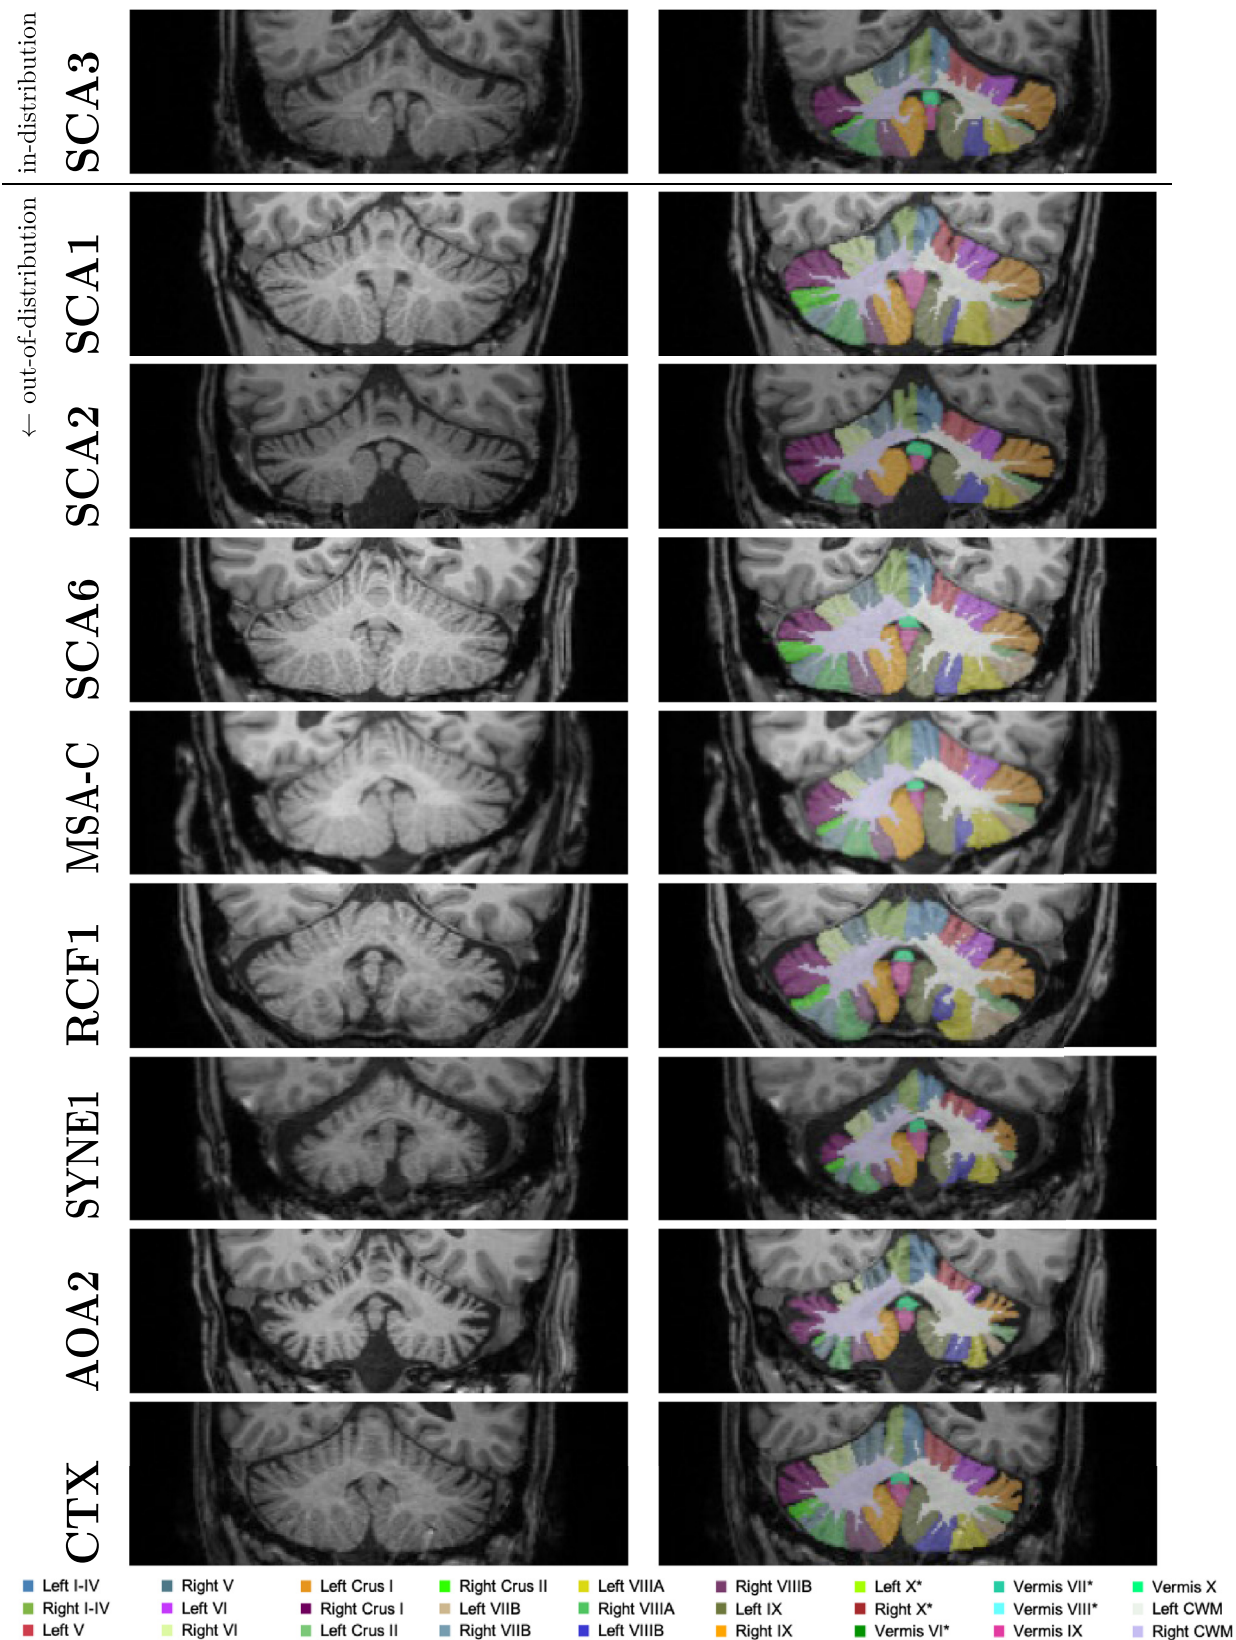 in-distribution
SCA3
← out-of-distribution
SCA1
SCA2
SCA6
MSA-C
RCF1
SYNE1
AOA2
CTX
Left I-IV Right V Left Crus I Right Crus II Left VIIIA Right VIIIB Left X* Vermis VII* Vermis X
Right I-IV Left VI Right Crus I Left VIIB Right VIIIA Left IX Right X* Vermis VIII* Left CWM
Left V Right VI Left Crus II Right VIIB Left VIIIB Right IX Vermis VI* Vermis IX Right CWM